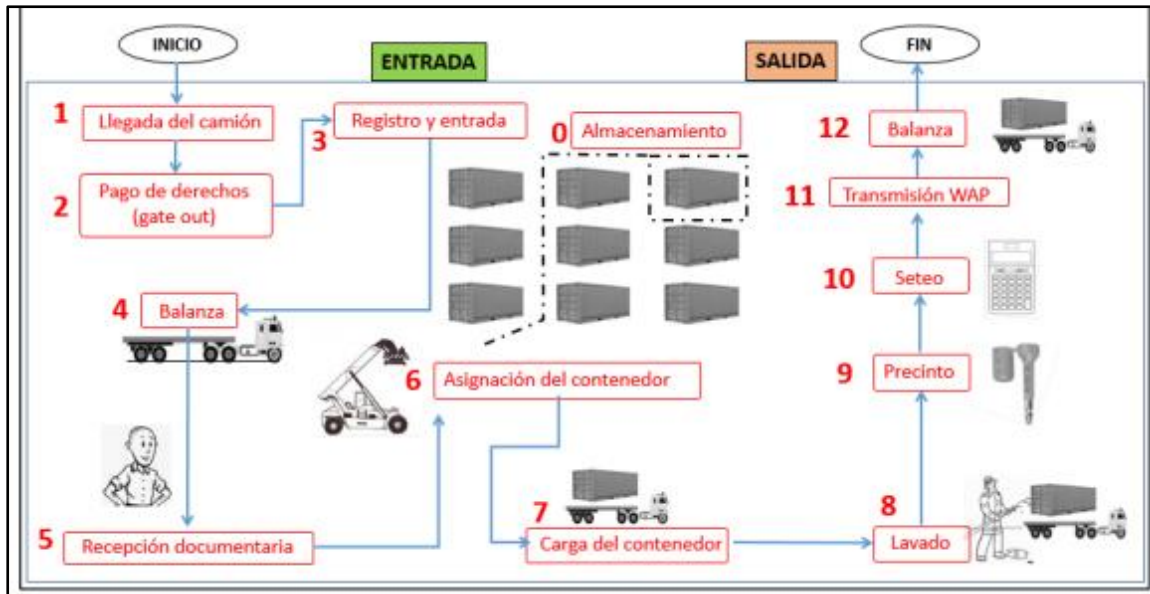 INICIO
FIN
ENTRADA
SALIDA
1
Llegada del camión
2
Pago de derechos
(gate out)
3
Registro y entrada
0
Almacenamiento
4
Balanza
5
Recepción documentaria
6
Asignación del contenedor
7
Carga del contenedor
8
Lavado
9
Precinto
10
Seteo
11
Transmisión WAP
12
Balanza